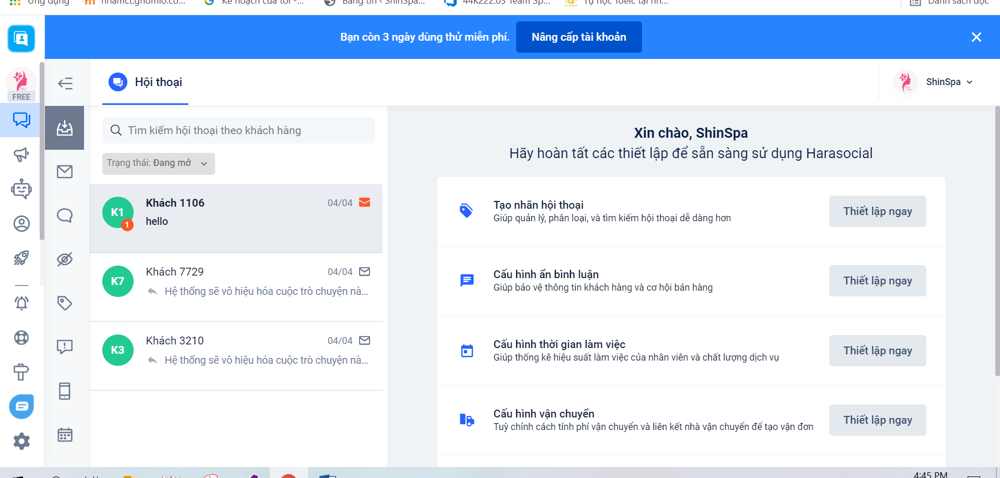 Ứng dụng
nhamct.gnomio.co...
Kế hoạch của tôi -...
Bảng tin ‹ ShinSpa...
44K222.03 Team Sp...
Tự học Toeic tại nh...
Danh sách đọc
Bạn còn 3 ngày dùng thử miễn phí.
Nâng cấp tài khoản
FREE
Hội thoại
ShinSpa
Tìm kiếm hội thoại theo khách hàng
Trạng thái: Đang mở
K1
1
Khách 1106
04/04
hello
K7
Khách 7729
04/04
Hệ thống sẽ vô hiệu hóa cuộc trò chuyện nà...
K3
Khách 3210
04/04
Hệ thống sẽ vô hiệu hóa cuộc trò chuyện nà...
Xin chào, ShinSpa
Hãy hoàn tất các thiết lập để sẵn sàng sử dụng Harasocial
Tạo nhãn hội thoại
Giúp quản lý, phân loại, và tìm kiếm hội thoại dễ dàng hơn
Thiết lập ngay
Cấu hình ẩn bình luận
Giúp bảo vệ thông tin khách hàng và cơ hội bán hàng
Thiết lập ngay
Cấu hình thời gian làm việc
Giúp thống kê hiệu suất làm việc của nhân viên và chất lượng dịch vụ
Thiết lập ngay
Cấu hình vận chuyển
Tuỳ chỉnh cách tính phí vận chuyển và liên kết nhà vận chuyển để tạo vận đơn
Thiết lập ngay
4:45 PM